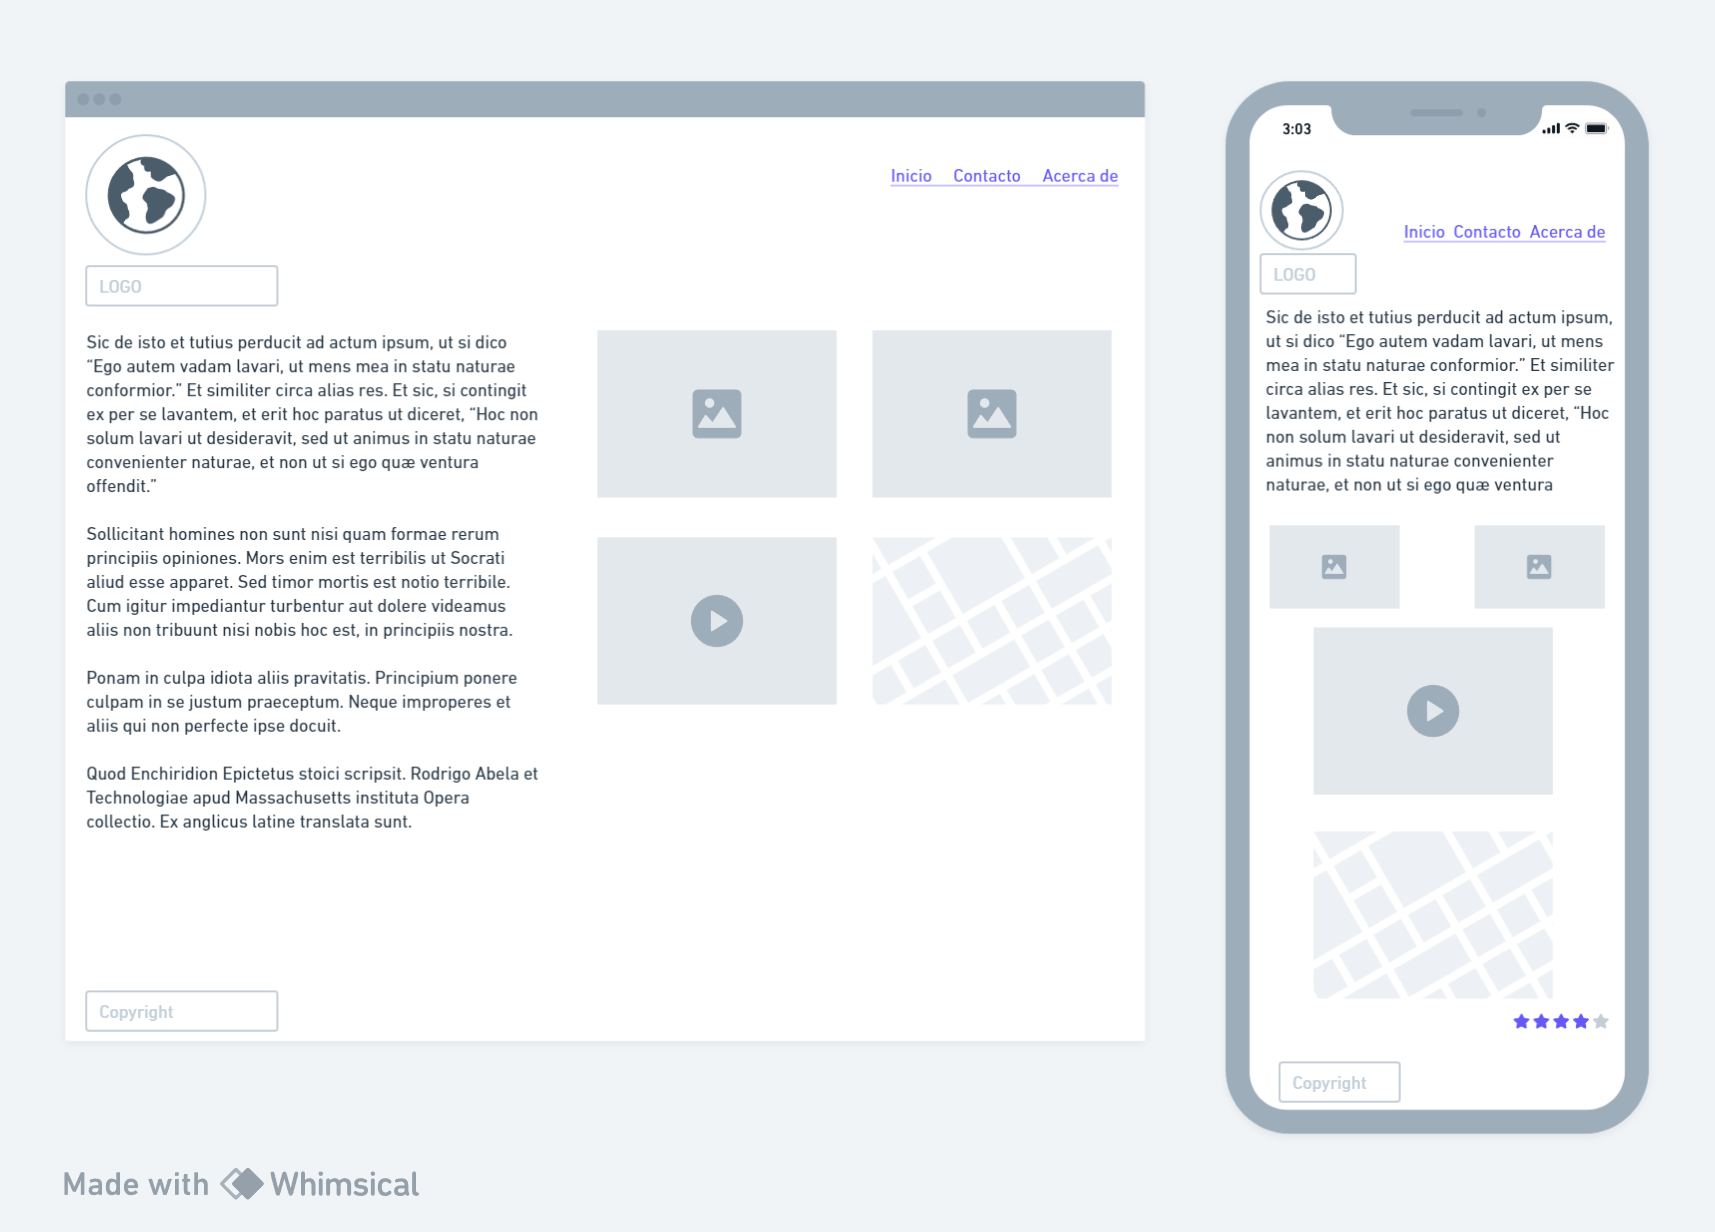 Inicio Contacto Acerca de
LOGO
Sic de isto et tutius perducit ad actum ipsum, ut si dico
“Ego autem vadam lavari, ut mens mea in statu naturae
conformior.” Et similiter circa alias res. Et sic, si contingit
ex per se lavantem, et erit hoc paratus ut diceret, “Hoc non
solum lavari ut desideravit, sed ut animus in statu naturae
convenienter naturae, et non ut si ego quæ ventura
offendit.”
Sollicitant homines non sunt nisi quam formae rerum
principiis opiniones. Mors enim est terribilis ut Socrati
aliud esse apparet. Sed timor mortis est notio terribile.
Cum igitur impediantur turbentur aut dolere videamus
aliis non tribuunt nisi nobis hoc est, in principiis nostra.
Ponam in culpa idiota aliis pravitatis. Principium ponere
culpam in se justum praeceptum. Neque improperes et
aliis qui non perfecte ipse docuit.
Quod Enchiridion Epictetus stoici scripsit. Rodrigo Abela et
Technologiae apud Massachusetts instituta Opera
collectio. Ex anglicus latine translata sunt.
Copyright
3:03
Inicio Contacto Acerca de
LOGO
Sic de isto et tutius perducit ad actum ipsum,
ut si dico “Ego autem vadam lavari, ut mens
mea in statu naturae conformior.” Et similiter
circa alias res. Et sic, si contingit ex per se
lavantem, et erit hoc paratus ut diceret, “Hoc
non solum lavari ut desideravit, sed ut
animus in statu naturae convenienter
naturae, et non ut si ego quæ ventura
Copyright
Made with Whimsical